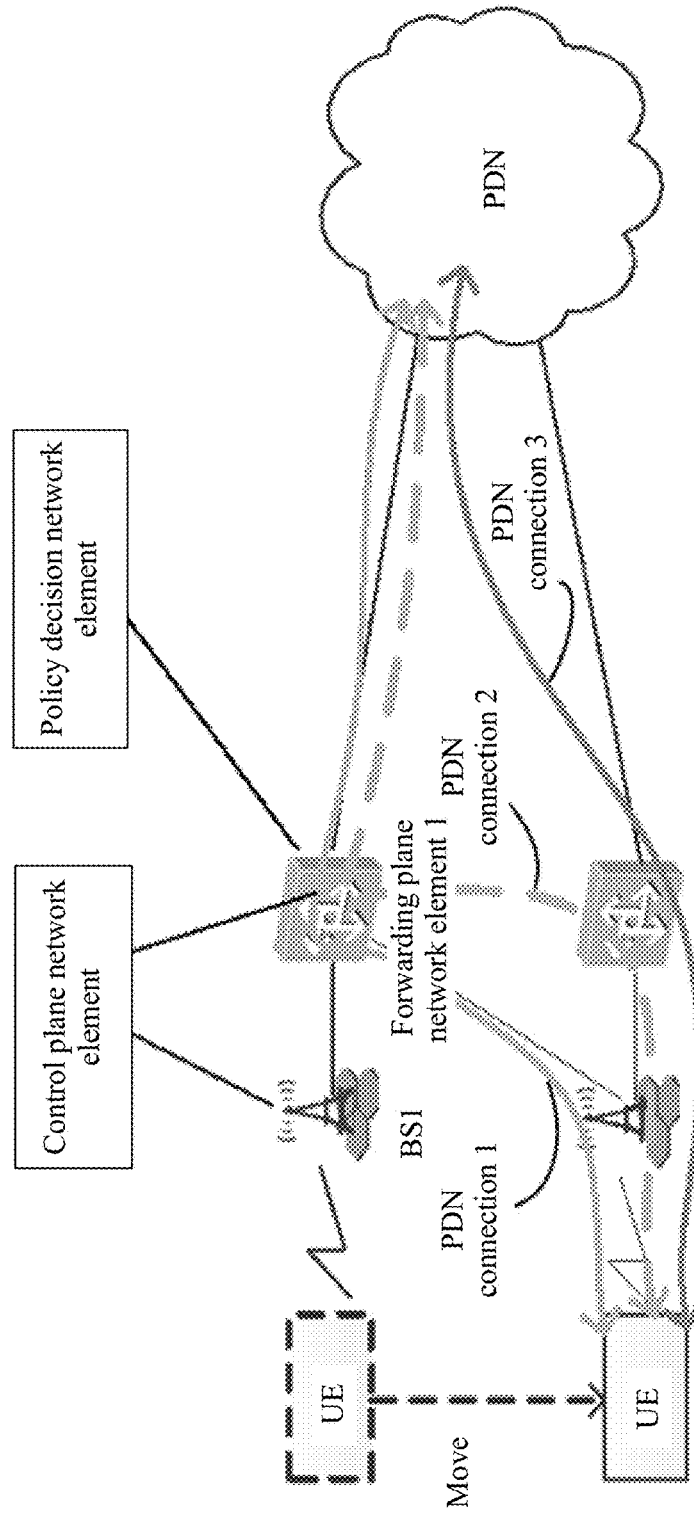 Control plane network
element
Policy decision network
element
UE
BS1
Forwarding plane
network element 1
PDN
Move
PDN
connection 1
PDN
connection 2
PDN
connection 3
UE